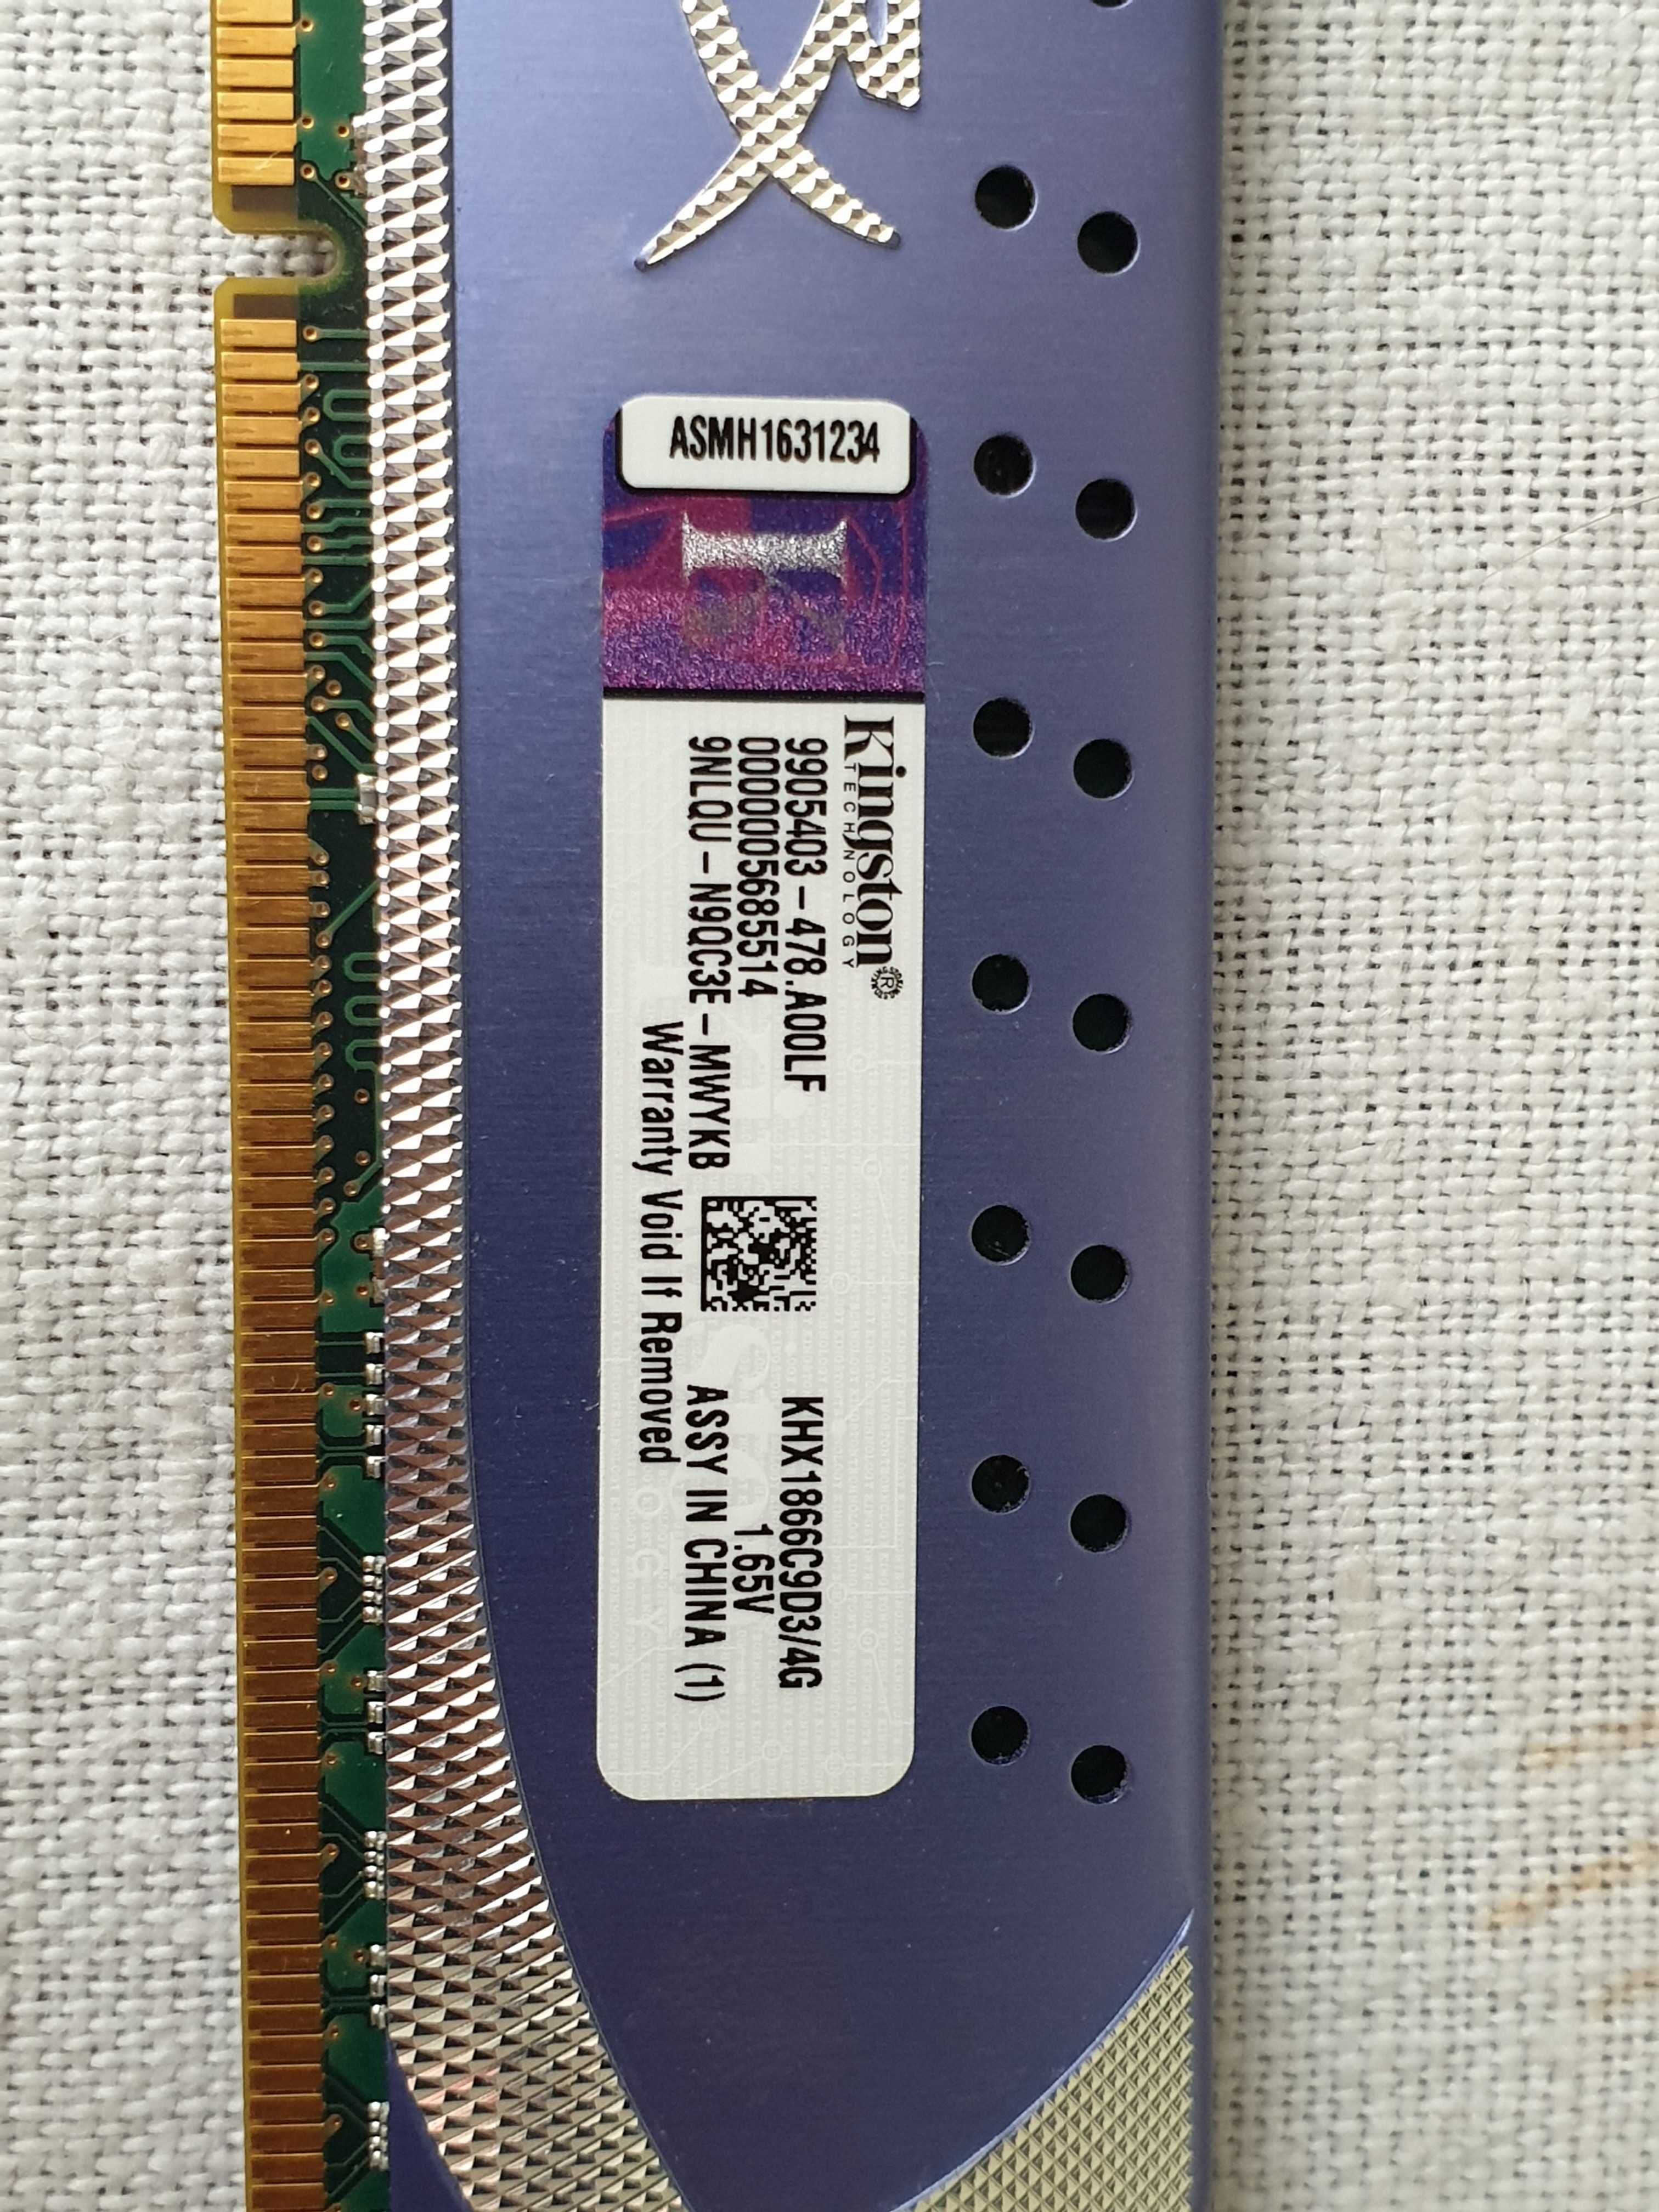 ASMH1631234
Kingston®
TECHNOLOGY
9905403-478.A00LF
0000005685514
9NLQU-N9QC3E-MWYKB
Warranty Void If Removed
KHX1866C9D3/4G
1.65V
ASSY IN CHINA (1)